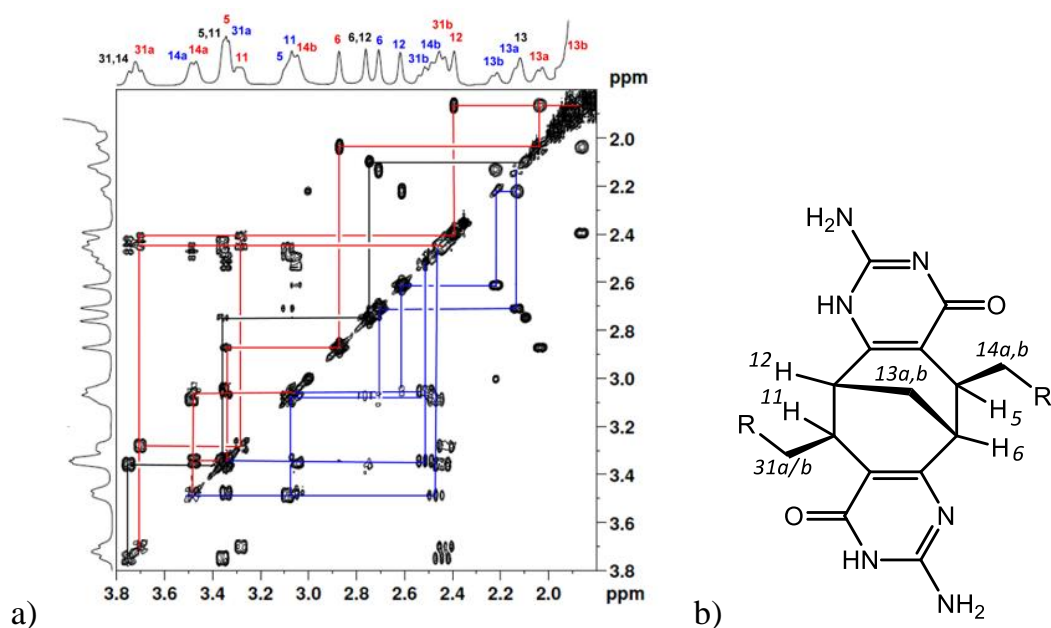 31,14 31a 14a 14a 5,11 5 31a 11 5 11 14b 6 6,12 6 12 31b 31b 14b 12 13b 13a 13 13a 13b
ppm
2.0
2.2
2.4
2.6
2.8
3.0
3.2
3.4
3.6
3.8
3.8 3.6 3.4 3.2 3.0 2.8 2.6 2.4 2.2 2.0 ppm
a)
H2N
N
HN
O
12
H
13a,b
14a,b
R
11
H
H
5
R
H
6
31a/b
O
N
HN
NH2
b)